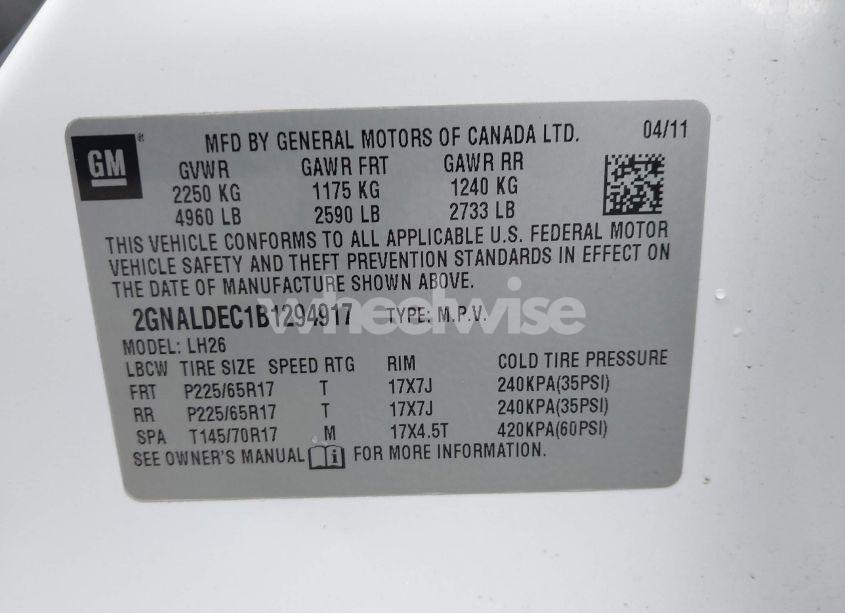 GM
MFD BY GENERAL MOTORS OF CANADA LTD. 04/11
GVWR GAWR FRT GAWR RR
2250 KG 1175 KG 1240 KG
4960 LB 2590 LB 2733 LB
THIS VEHICLE CONFORMS TO ALL APPLICABLE U.S. FEDERAL MOTOR
VEHICLE SAFETY AND THEFT PREVENTION STANDARDS IN EFFECT ON
THE DATE OF MANUFACTURE SHOWN ABOVE.
wheelwise
2GNALDEC1B1294917 TYPE: M.P.V.
MODEL: LH26
LBCW TIRE SIZE SPEED RTG RIM COLD TIRE PRESSURE
FRT P225/65R17 T 17X7J 240KPA(35PSI)
RR P225/65R17 T 17X7J 240KPA(35PSI)
SPA T145/70R17 M 17X4.5T 420KPA(60PSI)
SEE OWNER'S MANUAL FOR MORE INFORMATION.